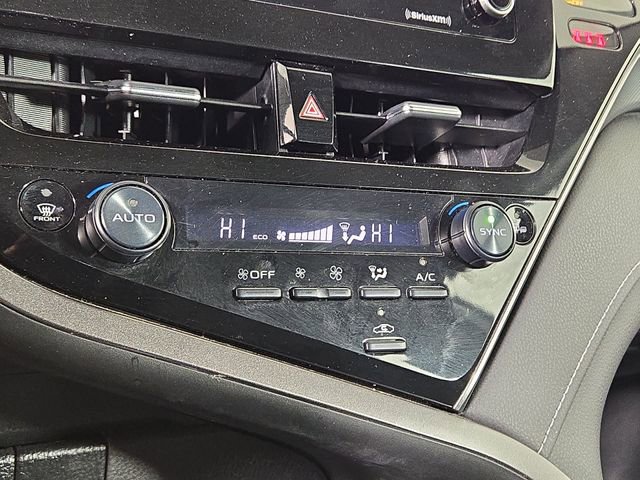 SiriusXM
FRONT
AUTO
HI ECO HI
SYNC
OFF
A/C